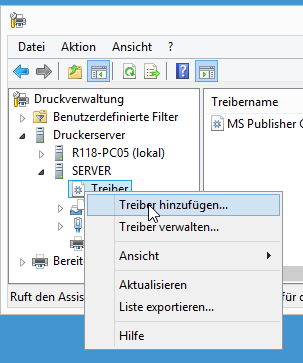 Datei Aktion Ansicht ?
Druckverwaltung
Benutzerdefinierte Filter
Druckerserver
R118-PC05 (lokal)
SERVER
Treiber
Treibername
MS Publisher
Treiber hinzufügen...
Treiber verwalten...
Ansicht
Aktualisieren
Liste exportieren...
Hilfe
Bereit
Ruft den Assis
für d